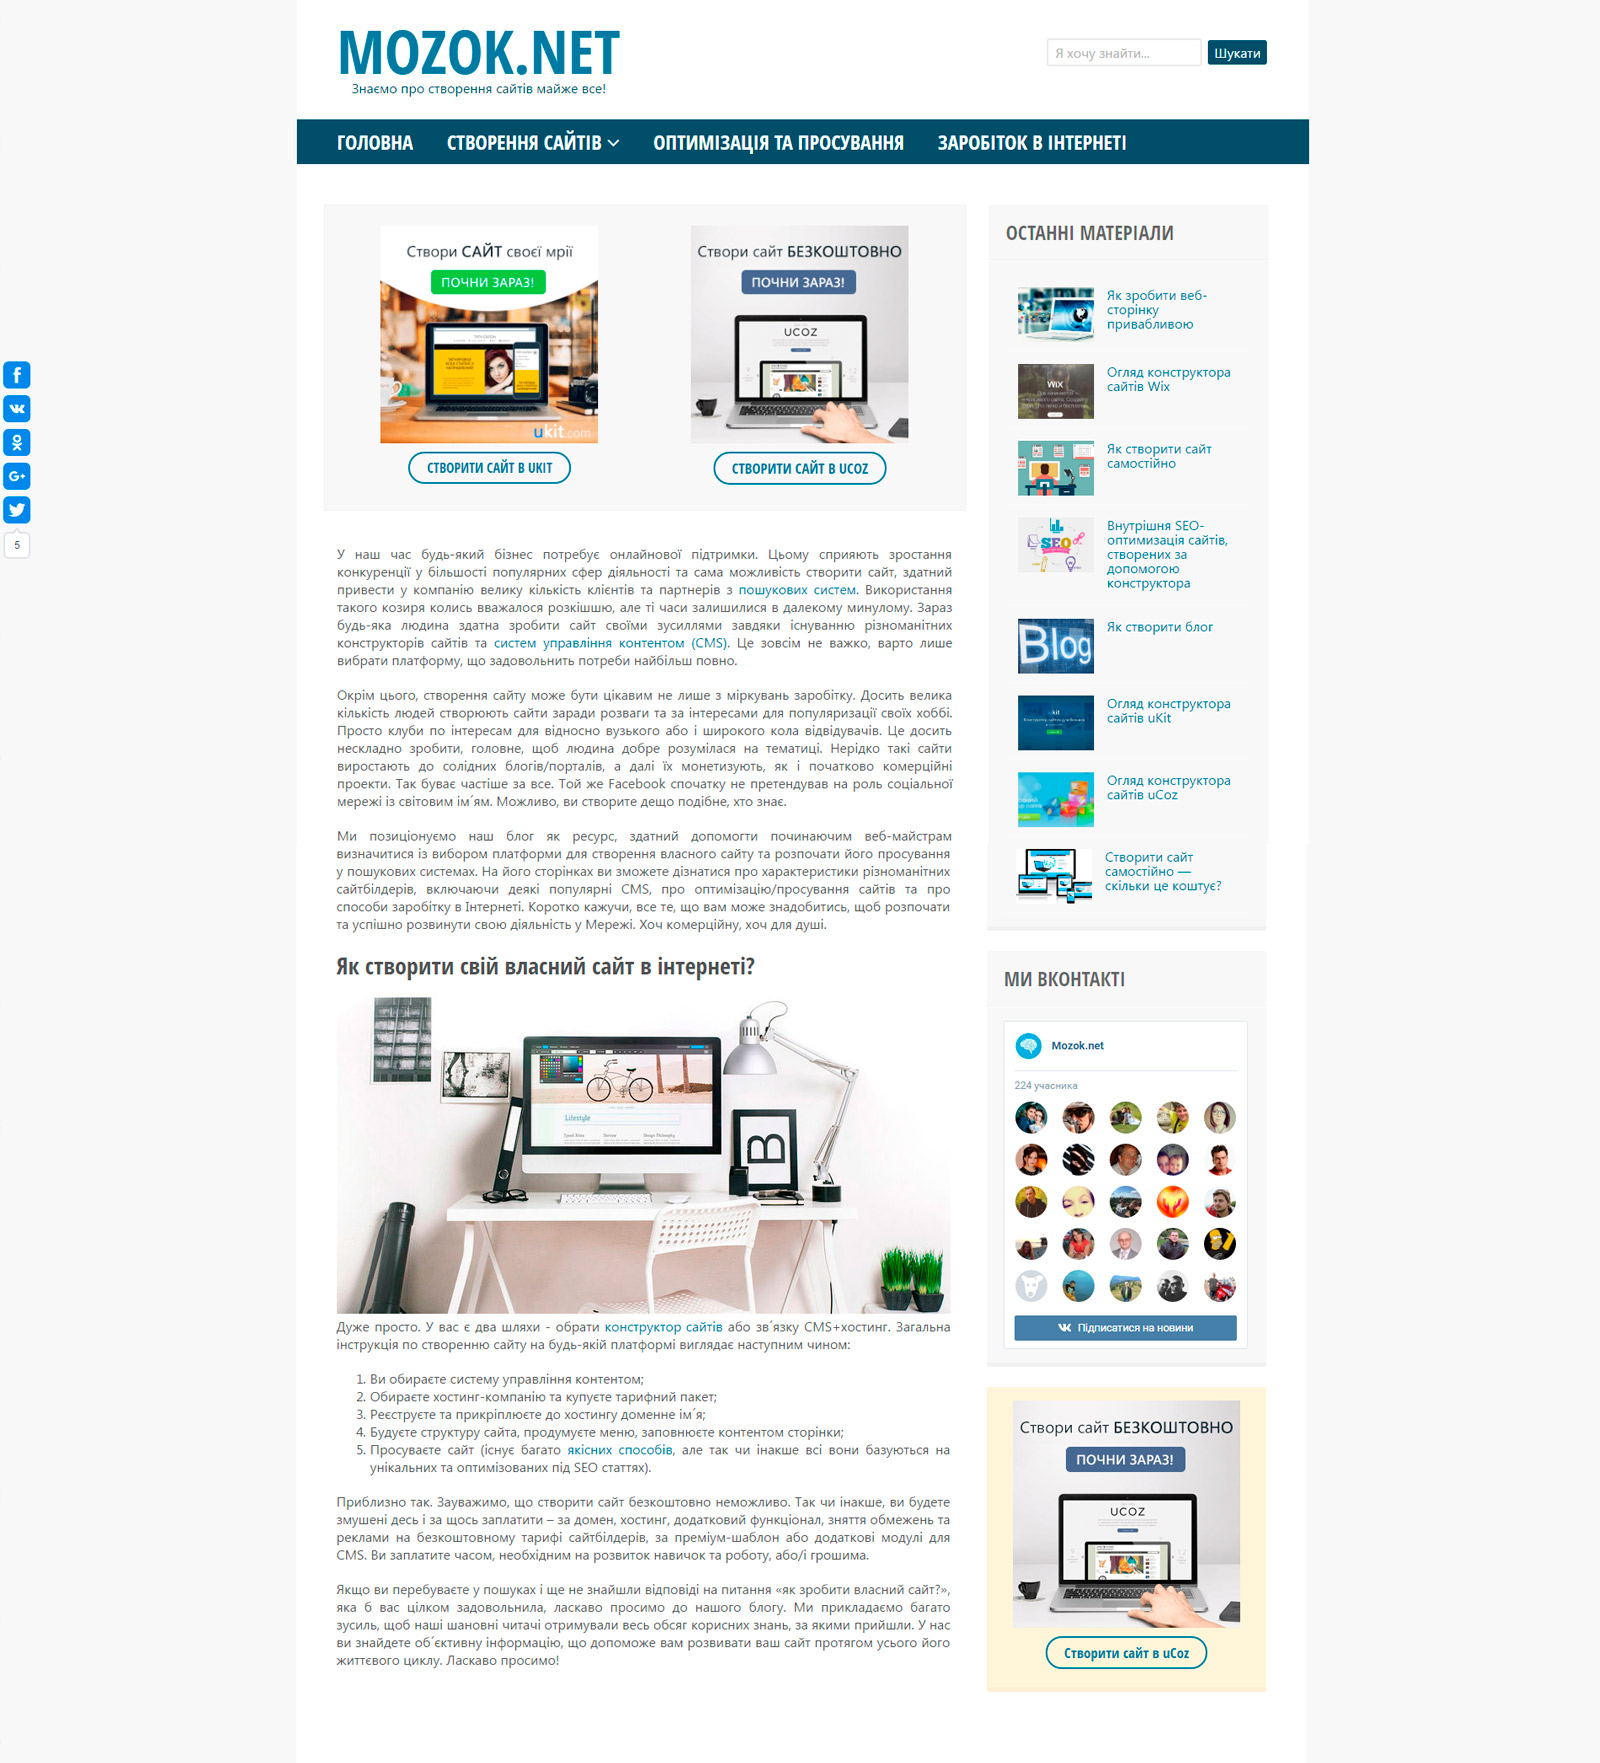 MOZOK.NET
Знаємо про створення сайтів майже все!
Я хочу знайти...
Шукати
ГОЛОВНА
СТВОРЕННЯ САЙТІВ
ОПТИМІЗАЦІЯ ТА ПРОСУВАННЯ
ЗАРОБІТОК В ІНТЕРНЕТІ
Створи САЙТ своєї мрії
ПОЧНИ ЗАРАЗ!
ukit.com
СТВОРИТИ САЙТ В UKIT
Створи сайт БЕЗКОШТОВНО
ПОЧНИ ЗАРАЗ!
UCOZ
СТВОРИТИ САЙТ В UCOZ
5
У наш час будь-який бізнес потребує онлайнової підтримки. Цьому сприяють зростання
конкуренції у більшості популярних сфер діяльності та сама можливість створити сайт, здатний
привести у компанію велику кількість клієнтів та партнерів з пошукових систем. Використання
такого козиря колись вважалося розкішшю, але ті часи залишилися в далекому минулому. Зараз
будь-яка людина здатна зробити сайт своїми зусиллями завдяки існуванню різноманітних
конструкторів сайтів та систем управління контентом (CMS). Це зовсім не важко, варто лише
вибрати платформу, що задовольнить потреби найбільш повно.
Окрім цього, створення сайту може бути цікавим не лише з міркувань заробітку. Досить велика
кількість людей створюють сайти заради розваги та за інтересами для популяризації своїх хоббі.
Просто клуби по інтересам для відносно вузького або і широкого кола відвідувачів. Це досить
нескладно зробити, головне, щоб людина добре розумілася на тематиці. Нерідко такі сайти
виростають до солідних блогів/порталів, а далі їх монетизують, як і початково комерційні
проекти. Так буває частіше за все. Той же Facebook спочатку не претендував на роль соціальної
мережі із світовим ім´ям. Можливо, ви створите дещо подібне, хто знає.
Ми позиціонуємо наш блог як ресурс, здатний допомогти починаючим веб-майстрам
визначитися із вибором платформи для створення власного сайту та розпочати його просування
у пошукових системах. На його сторінках ви зможете дізнатися про характеристики різноманітних
сайтбілдерів, включаючи деякі популярні CMS, про оптимізацію/просування сайтів та про
способи заробітку в Інтернеті. Коротко кажучи, все те, що вам може знадобитись, щоб розпочати
та успішно розвинути свою діяльність у Мережі. Хоч комерційну, хоч для душі.
Як створити свій власний сайт в інтернеті?
Lifestyle
B
Дуже просто. У вас є два шляхи - обрати конструктор сайтів або зв´язку CMS+хостинг. Загальна
інструкція по створенню сайту на будь-якій платформі виглядає наступним чином:
1. Ви обираєте систему управління контентом;
2. Обираєте хостинг-компанію та купуєте тарифний пакет;
3. Реєструєте та прикріплюєте до хостингу доменне ім´я;
4. Будуєте структуру сайта, продумуєте меню, заповнюєте контентом сторінки;
5. Просуваєте сайт (існує багато якісних способів, але так чи інакше всі вони базуються на
унікальних та оптимізованих під SEO статтях).
Приблизно так. Зауважимо, що створити сайт безкоштовно неможливо. Так чи інакше, ви будете
змушені десь і за щось заплатити – за домен, хостинг, додатковий функціонал, зняття обмежень та
реклами на безкоштовному тарифі сайтбілдерів, за преміум-шаблон або додаткові модулі для
CMS. Ви заплатите часом, необхідним на розвиток навичок та роботу, або/і грошима.
Якщо ви перебуваєте у пошуках і ще не знайшли відповіді на питання «як зробити власний сайт?»,
яка б вас цілком задовольнила, ласкаво просимо до нашого блогу. Ми прикладаємо багато
зусиль, щоб наші шановні читачі отримували весь обсяг корисних знань, за якими прийшли. У нас
ви знайдете об´єктивну інформацію, що допоможе вам розвивати ваш сайт протягом усього його
життєвого циклу. Ласкаво просимо!
ОСТАННІ МАТЕРІАЛИ
Як зробити веб-
сторінку
привабливою
WiX
Огляд конструктора
сайтів Wix
Як створити сайт
самостійно
SEO
Внутрішня SEO-
оптимизація сайтів,
створених за
допомогою
конструктора
Blog
Як створити блог
Огляд конструктора
сайтів uKit
Огляд конструктора
сайтів uCoz
Створити сайт
самостійно —
скільки це коштує?
МИ ВКОНТАКТІ
Mozok.net
224 учасника
Підписатися на новини
Створи сайт БЕЗКОШТОВНО
ПОЧНИ ЗАРАЗ!
UCOZ
Створити сайт в uCoz